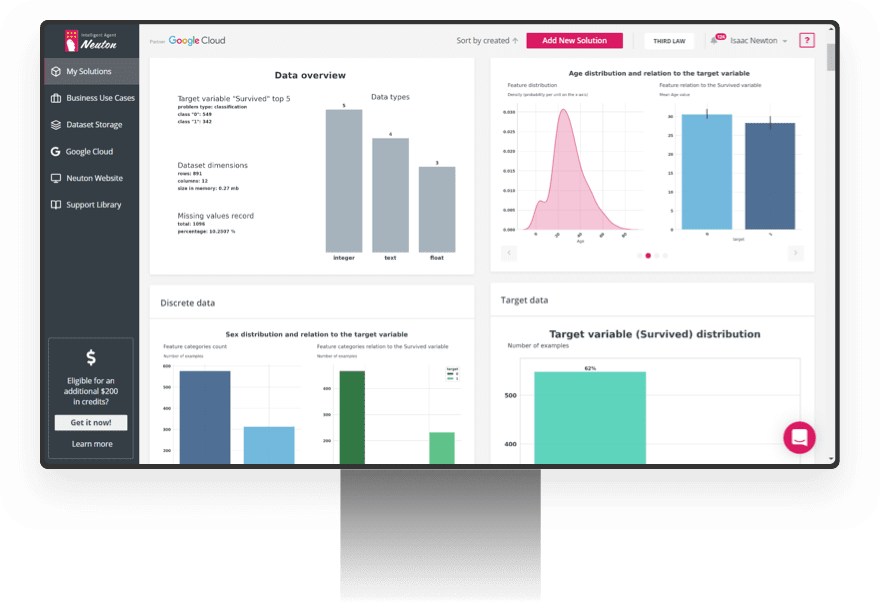 Intelligent Agent
Neuton
My Solutions
Business Use Cases
Dataset Storage
Google Cloud
Neuton Website
Support Library
$
Eligible for an
additional $200
in credits?
Get it now!
Learn more
Partner Google Cloud
Sort by created
Add New Solution
THIRD LAW
Isaac Newton
?
Data overview
Target variable "Survived" top 5
problem type: classification
class "0": 549
class "1": 342
Dataset dimensions
rows: 891
columns: 12
size in memory: 0.27 mb
Missing values record
total: 1096
percentage: 10.2507 %
Data types
5
4
3
integer text float
Age distribution and relation to the target variable
Feature distribution
Density (probability per unit on the x axis)
0.030
0.025
0.020
0.015
0.010
0.005
0.000
0 20 40 60 80
Age
Feature relation to the Survived variable
Mean Age value
30
25
20
15
10
5
0
0 1
target
Discrete data
Sex distribution and relation to the target variable
Feature categories count
Number of examples
600
500
400
300
200
Feature categories relation to the Survived variable
Number of examples
400
300
200
target
0
1
Target data
Target variable (Survived) distribution
Number of examples
62%
500
400